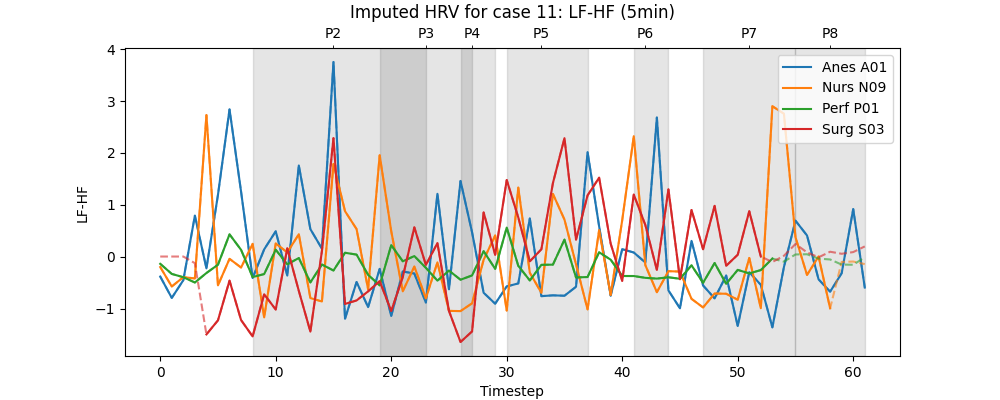 Imputed HRV for case 11: LF-HF (5min)
P2 P3 P4 P5 P6 P7 P8
4
3
2
1
0
−1
LF-HF
Anes A01
Nurs N09
Perf P01
Surg S03
0 10 20 30 40 50 60
Timestep